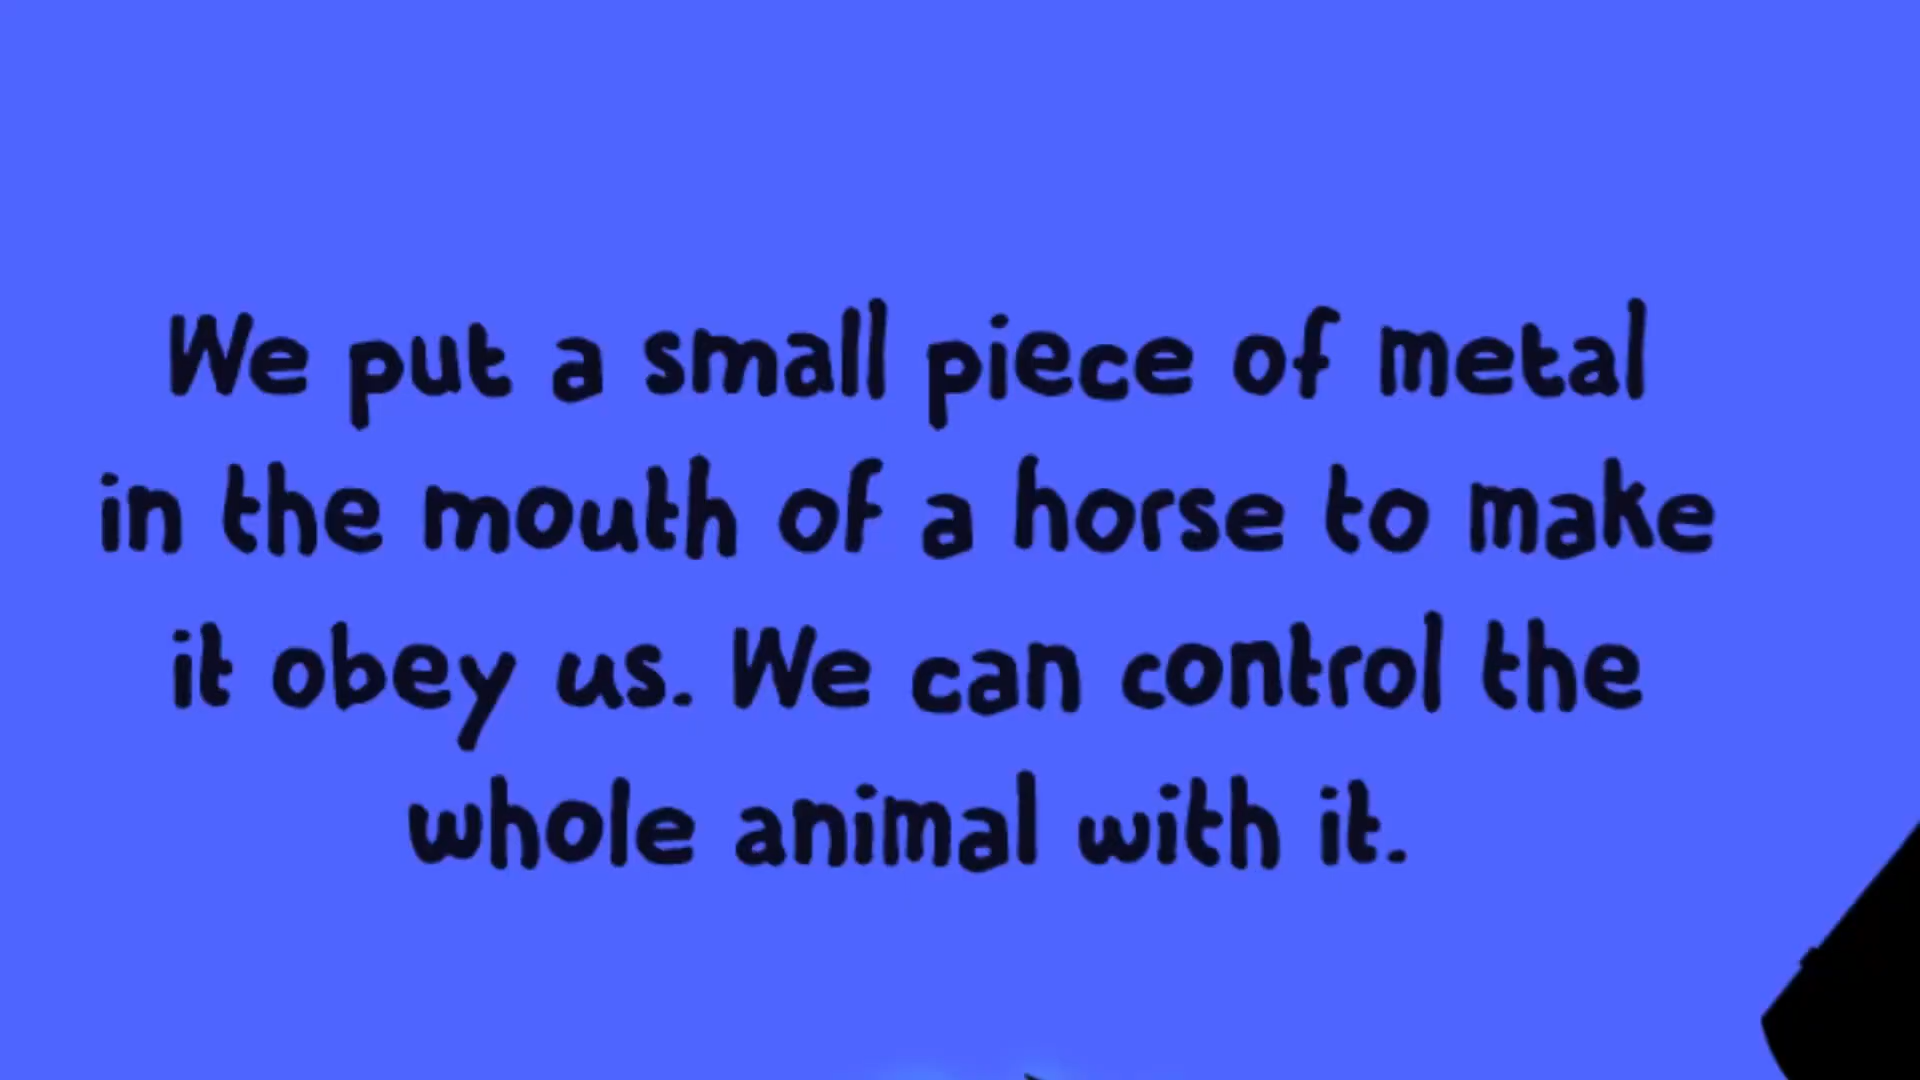 We put a small piece of metal
in the mouth of a horse to make
it obey us. We can control the
whole animal with it.